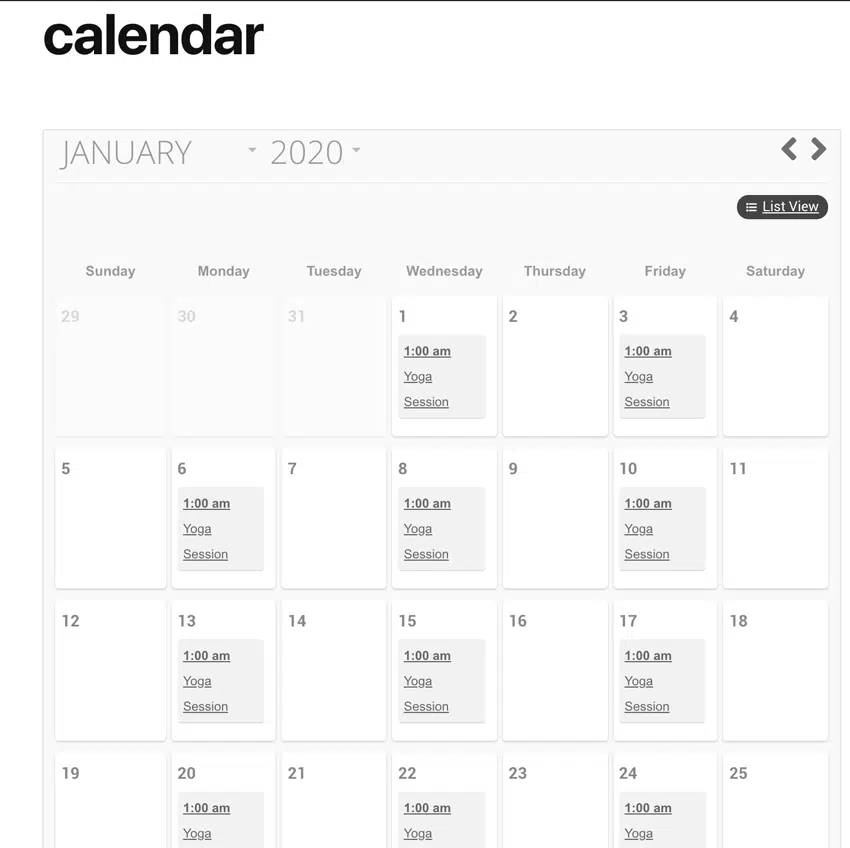 calendar
JANUARY 2020
List View
Sunday Monday Tuesday Wednesday Thursday Friday Saturday
29 30 31 1 2 3 4
1:00 am 1:00 am
Yoga Yoga
Session Session
5 6 7 8 9 10 11
1:00 am 1:00 am 1:00 am
Yoga Yoga Yoga
Session Session Session
12 13 14 15 16 17 18
1:00 am 1:00 am 1:00 am
Yoga Yoga Yoga
Session Session Session
19 20 21 22 23 24 25
1:00 am 1:00 am 1:00 am
Yoga Yoga Yoga